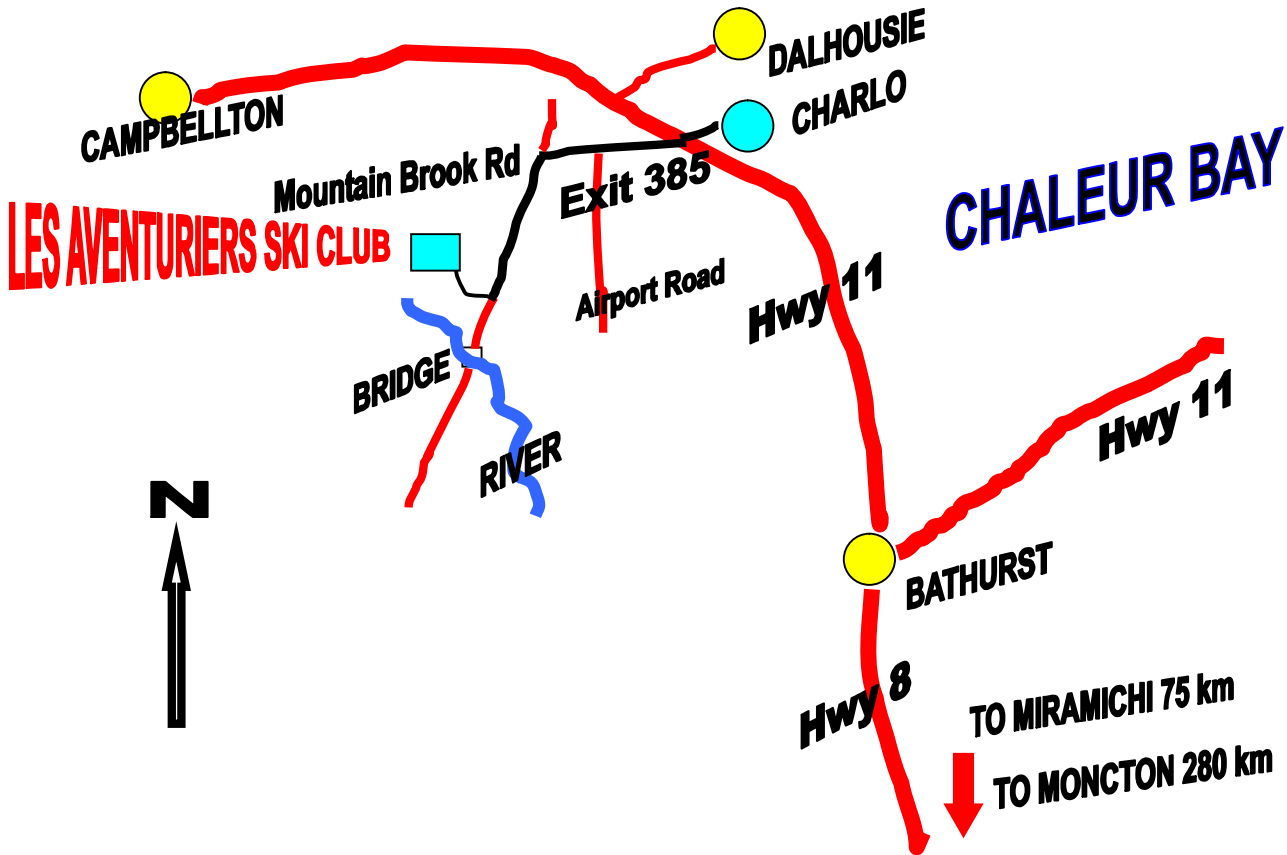 DALHOUSIE
CHARLO
CAMPBELLTON
Mountain Brook Rd
Exit 385
CHALEUR BAY
LES AVENTURIERS SKI CLUB
Airport Road
Hwy 11
BRIDGE
Hwy 11
RIVER
N
BATHURST
Hwy 8
TO MIRAMICHI 75 km
TO MONCTON 280 km